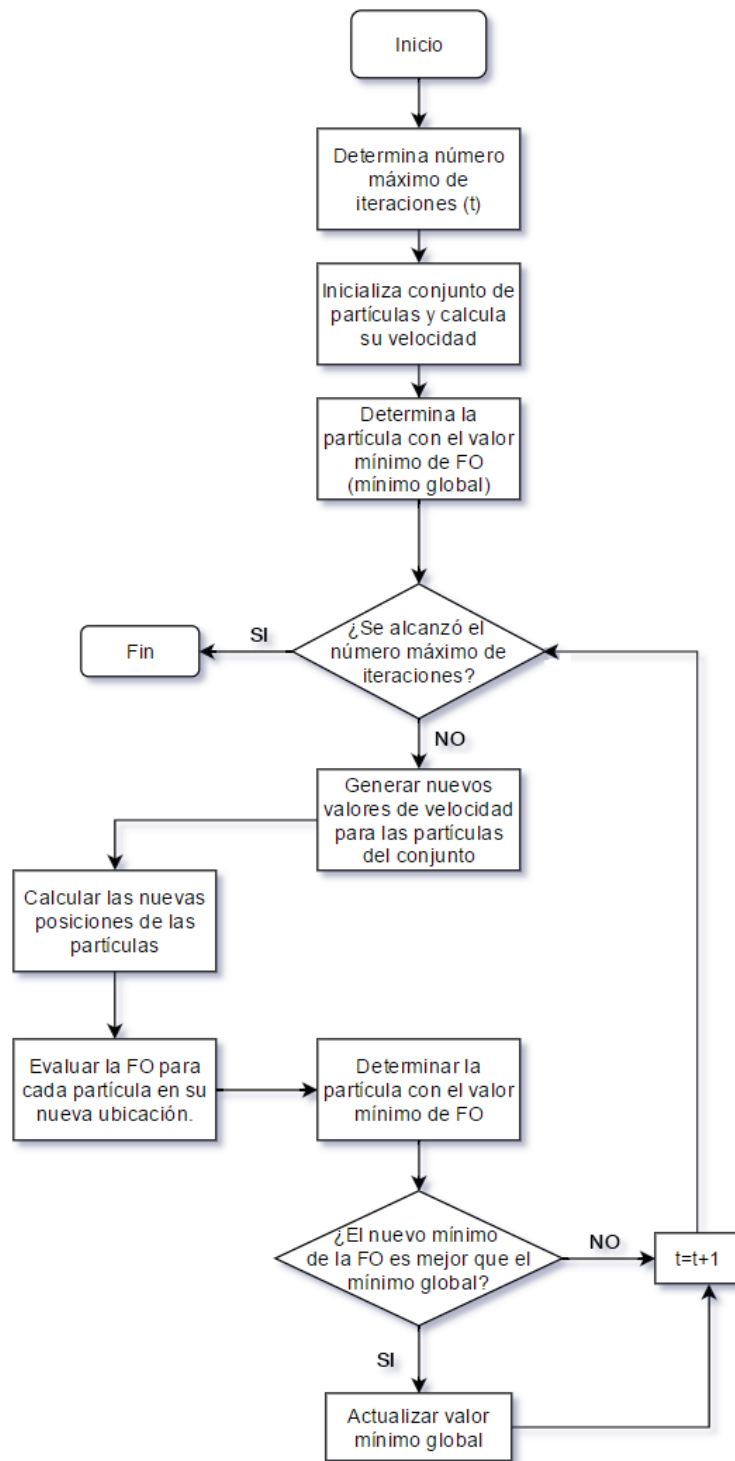 Inicio
Determina número
máximo de
iteraciones (t)
Inicializa conjunto de
partículas y calcula
su velocidad
Determina la
partícula con el valor
mínimo de FO
(mínimo global)
¿Se alcanzó el
número máximo de
iteraciones?
SI
Fin
NO
Generar nuevos
valores de velocidad
para las partículas
del conjunto
Calcular las nuevas
posiciones de las
partículas
Evaluar la FO para
cada partícula en su
nueva ubicación.
Determinar la
partícula con el valor
mínimo de FO
¿El nuevo mínimo
de la FO es mejor que el
mínimo global?
NO
t=t+1
SI
Actualizar valor
mínimo global